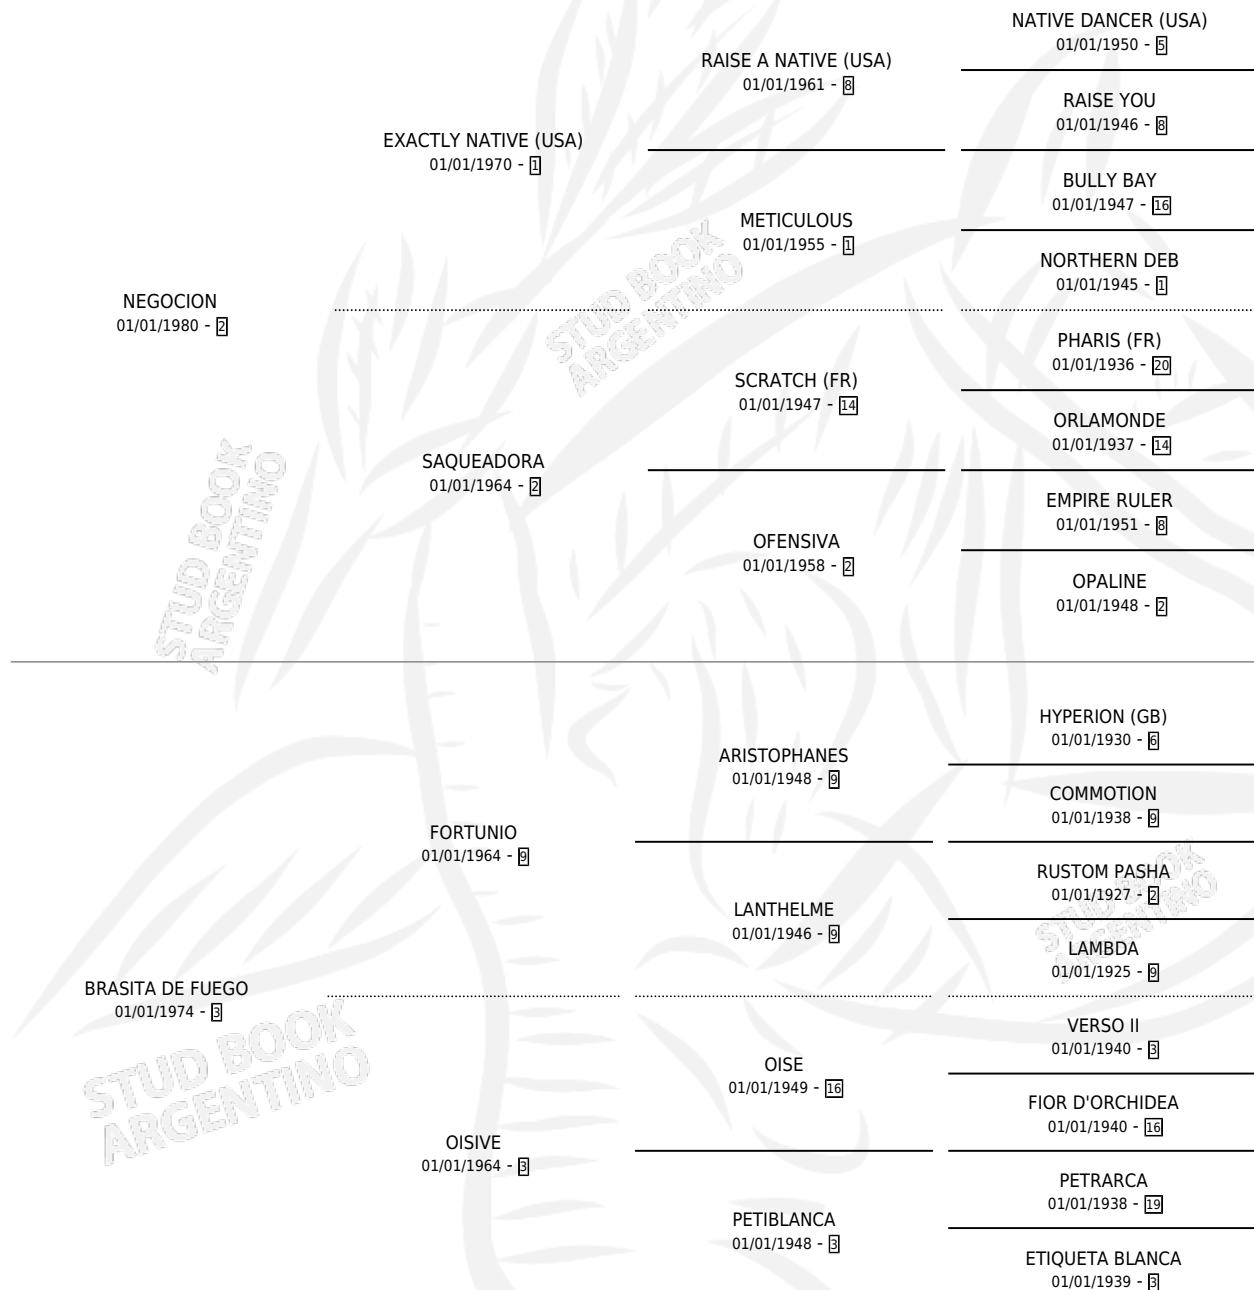 NATIVE DANCER (USA)
01/01/1950 - 5
RAISE A NATIVE (USA)
01/01/1961 - 8
RAISE YOU
01/01/1946 - 8
EXACTLY NATIVE (USA)
01/01/1970 - 1
BULLY BAY
01/01/1947 - 16
METICULOUS
01/01/1955 - 1
NORTHERN DEB
01/01/1945 - 1
NEGOCION
01/01/1980 - 2
PHARIS (FR)
01/01/1936 - 20
SCRATCH (FR)
01/01/1947 - 14
ORLAMONDE
01/01/1937 - 14
SAQUEADORA
01/01/1964 - 2
EMPIRE RULER
01/01/1951 - 8
OFENSIVA
01/01/1958 - 2
OPALINE
01/01/1948 - 2
STUD BOOK
ARGENTINO
STUD BOOK
ARGENTINO
HYPERION (GB)
01/01/1930 - 6
ARISTOPHANES
01/01/1948 - 9
COMMOTION
01/01/1938 - 9
FORTUNIO
01/01/1964 - 9
RUSTOM PASHA
01/01/1927 - 2
LANTHELME
01/01/1946 - 9
LAMBDA
01/01/1925 - 9
STUD BOOK
ARGENTINO
BRASITA DE FUEGO
01/01/1974 - 3
VERSO II
01/01/1940 - 3
OISE
01/01/1949 - 16
FIOR D'ORCHIDEA
01/01/1940 - 16
OISIVE
01/01/1964 - 3
PETRARCA
01/01/1938 - 19
PETIBLANCA
01/01/1948 - 3
ETIQUETA BLANCA
01/01/1939 - 3
STUD BOOK
ARGENTINO